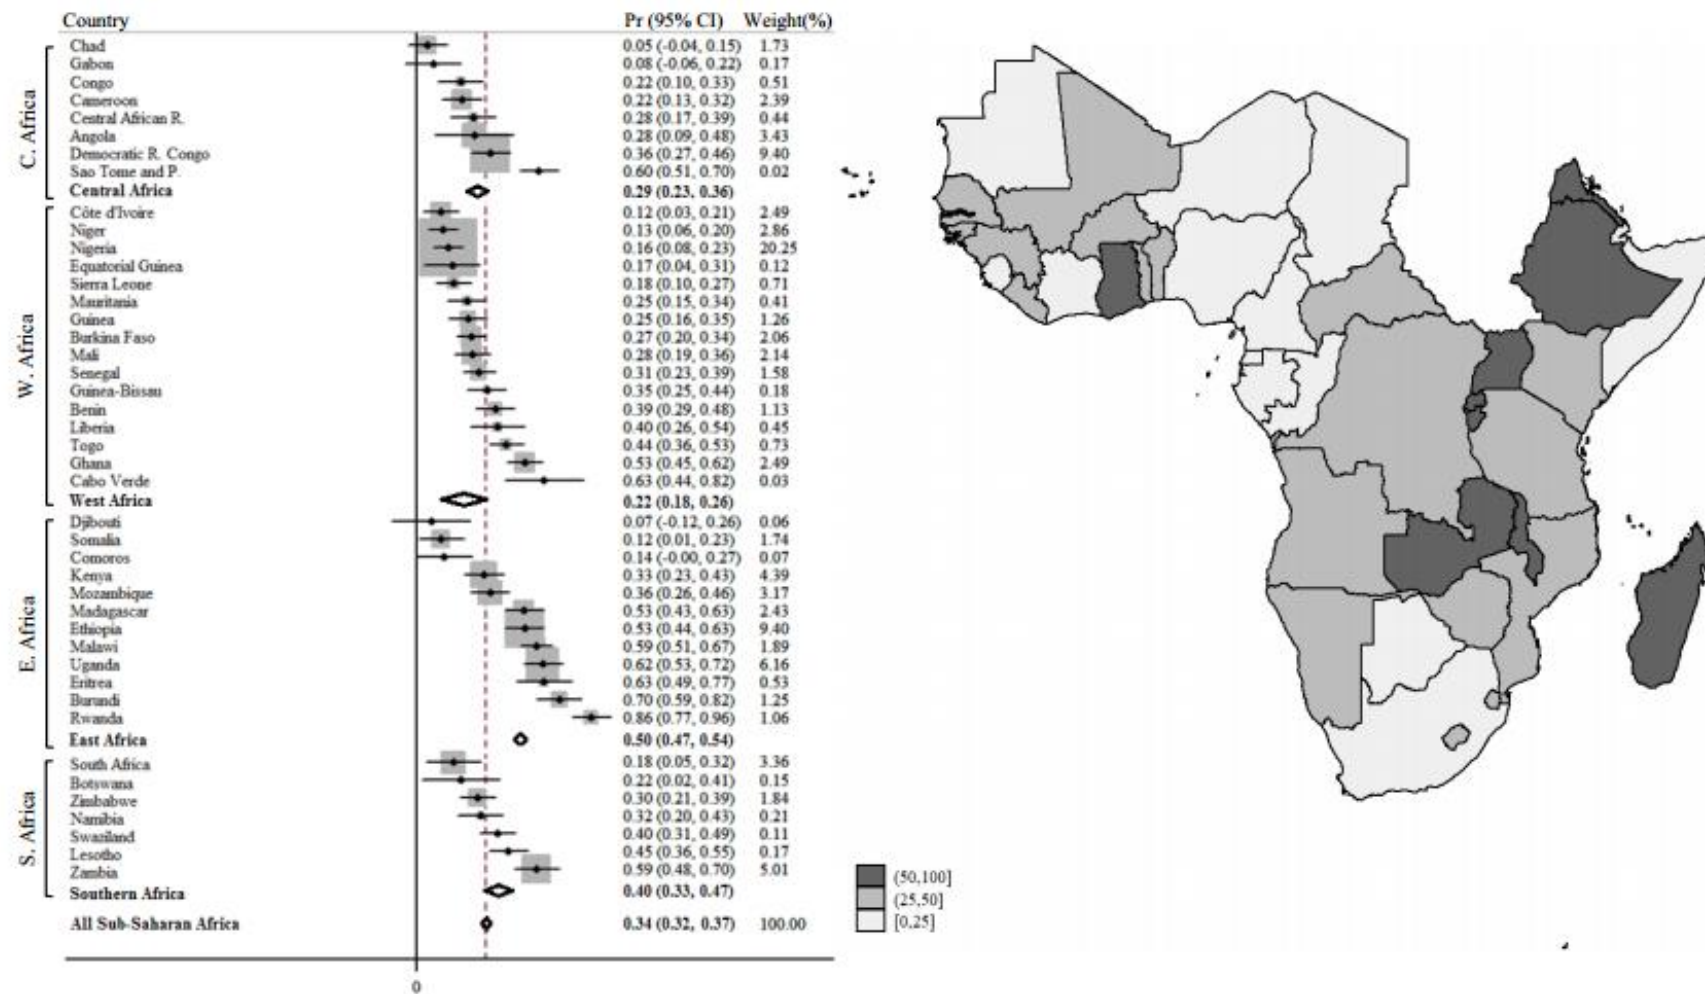 Country Pr (95% CI) Weight(%)
C. Africa
Chad 0.05 (-0.04, 0.15) 1.73
Gabon 0.08 (-0.06, 0.22) 0.17
Congo 0.22 (0.10, 0.33) 0.51
Cameroon 0.22 (0.13, 0.32) 2.39
Central African R. 0.28 (0.17, 0.39) 0.44
Angola 0.28 (0.09, 0.48) 3.43
Democratic R. Congo 0.36 (0.27, 0.46) 9.40
Sao Tome and P. 0.60 (0.51, 0.70) 0.02
Central Africa 0.29 (0.23, 0.36)
W. Africa
Côte d'Ivoire 0.12 (0.03, 0.21) 2.49
Niger 0.13 (0.06, 0.20) 2.86
Nigeria 0.16 (0.08, 0.23) 20.25
Equatorial Guinea 0.17 (0.04, 0.31) 0.12
Sierra Leone 0.18 (0.10, 0.27) 0.71
Mauritania 0.25 (0.15, 0.34) 0.41
Guinea 0.25 (0.16, 0.35) 1.26
Burkina Faso 0.27 (0.20, 0.34) 2.06
Mali 0.28 (0.19, 0.36) 2.14
Senegal 0.31 (0.23, 0.39) 1.58
Guinea-Bissau 0.35 (0.25, 0.44) 0.18
Benin 0.39 (0.29, 0.48) 1.13
Liberia 0.40 (0.26, 0.54) 0.45
Togo 0.44 (0.36, 0.53) 0.73
Ghana 0.53 (0.45, 0.62) 2.49
Cabo Verde 0.63 (0.44, 0.82) 0.03
West Africa 0.22 (0.18, 0.26)
E. Africa
Djibouti 0.07 (-0.12, 0.26) 0.06
Somalia 0.12 (0.01, 0.23) 1.74
Comoros 0.14 (-0.00, 0.27) 0.07
Kenya 0.33 (0.23, 0.43) 4.39
Mozambique 0.36 (0.26, 0.46) 3.17
Madagascar 0.53 (0.43, 0.63) 2.43
Ethiopia 0.53 (0.44, 0.63) 9.40
Malawi 0.59 (0.51, 0.67) 1.89
Uganda 0.62 (0.53, 0.72) 6.16
Eritrea 0.63 (0.49, 0.77) 0.53
Burundi 0.70 (0.59, 0.82) 1.25
Rwanda 0.86 (0.77, 0.96) 1.06
East Africa 0.50 (0.47, 0.54)
S. Africa
South Africa 0.18 (0.05, 0.32) 3.36
Botswana 0.22 (0.02, 0.41) 0.15
Zimbabwe 0.30 (0.21, 0.39) 1.84
Namibia 0.32 (0.20, 0.43) 0.21
Swaziland 0.40 (0.31, 0.49) 0.11
Lesotho 0.45 (0.36, 0.55) 0.17
Zambia 0.59 (0.48, 0.70) 5.01
Southern Africa 0.40 (0.33, 0.47)
All Sub-Saharan Africa 0.34 (0.32, 0.37) 100.00
0
(50,100]
(25,50]
[0,25]